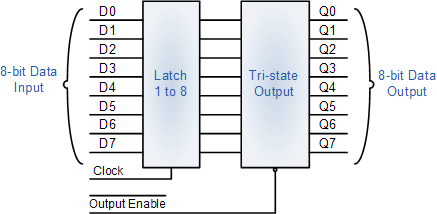 D0
D1
D2
D3
D4
D5
D6
D7
8-bit Data
Input
Clock
Output Enable
Latch
1 to 8
Tri-state
Output
Q0
Q1
Q2
Q3
Q4
Q5
Q6
Q7
8-bit Data
Output